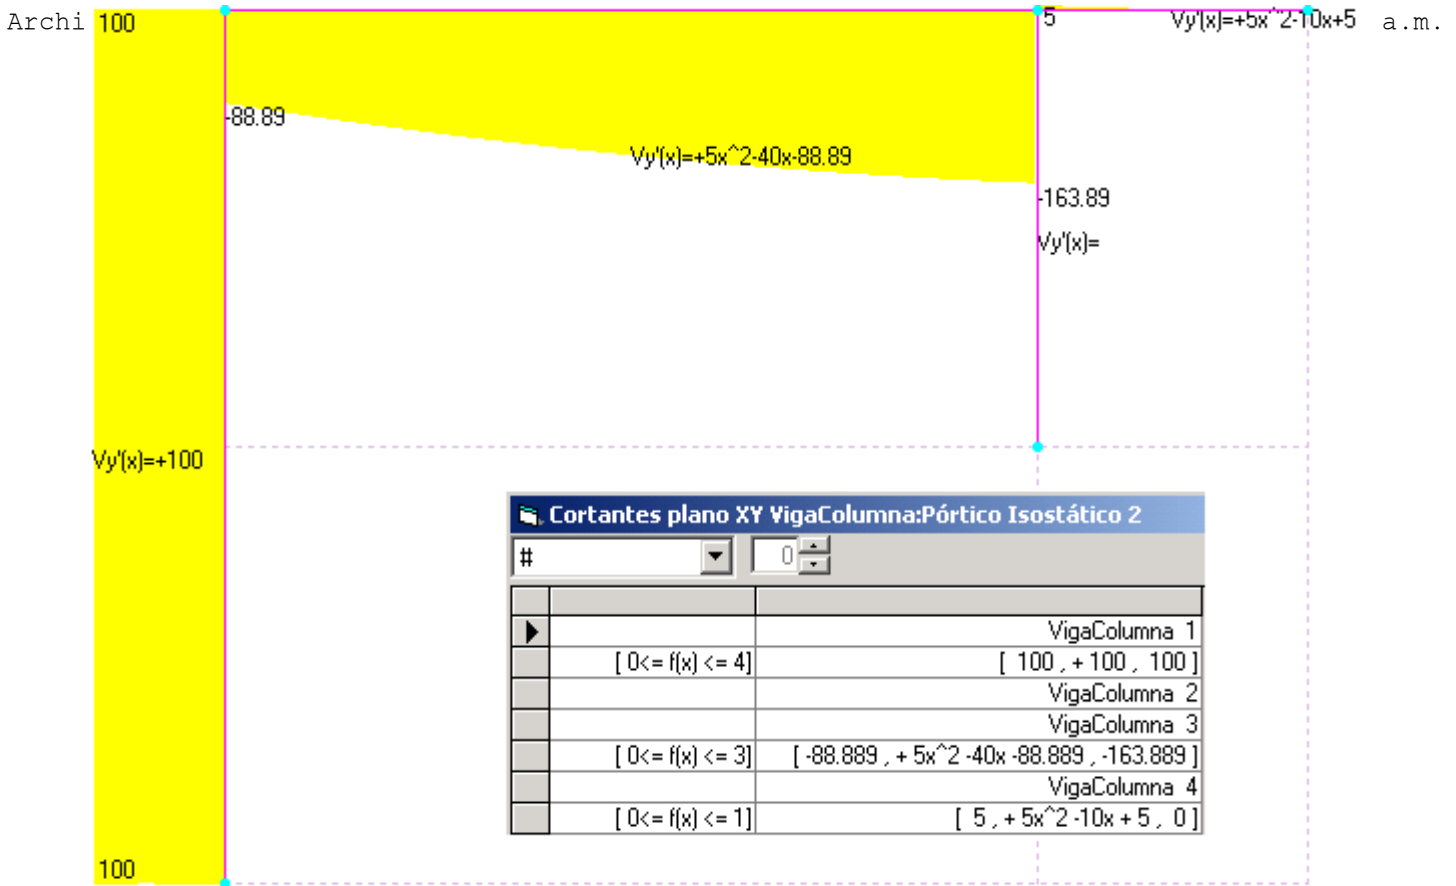 Archi 100
5
Vy'(x)=+5x^2-10x+5 a.m.
-88.89
Vy'(x)=+5x^2-40x-88.89
-163.89
Vy'(x)=
Vy'(x)=+100
Cortantes plano XY VigaColumna:Pórtico Isostático 2
# 0
VigaColumna 1
[ 0<= f(x) <= 4] [ 100 , + 100 , 100 ]
VigaColumna 2
VigaColumna 3
[ 0<= f(x) <= 3] [ -88.889 , + 5x^2 -40x -88.889 , -163.889 ]
VigaColumna 4
[ 0<= f(x) <= 1] [ 5 , + 5x^2 -10x + 5 , 0 ]
100